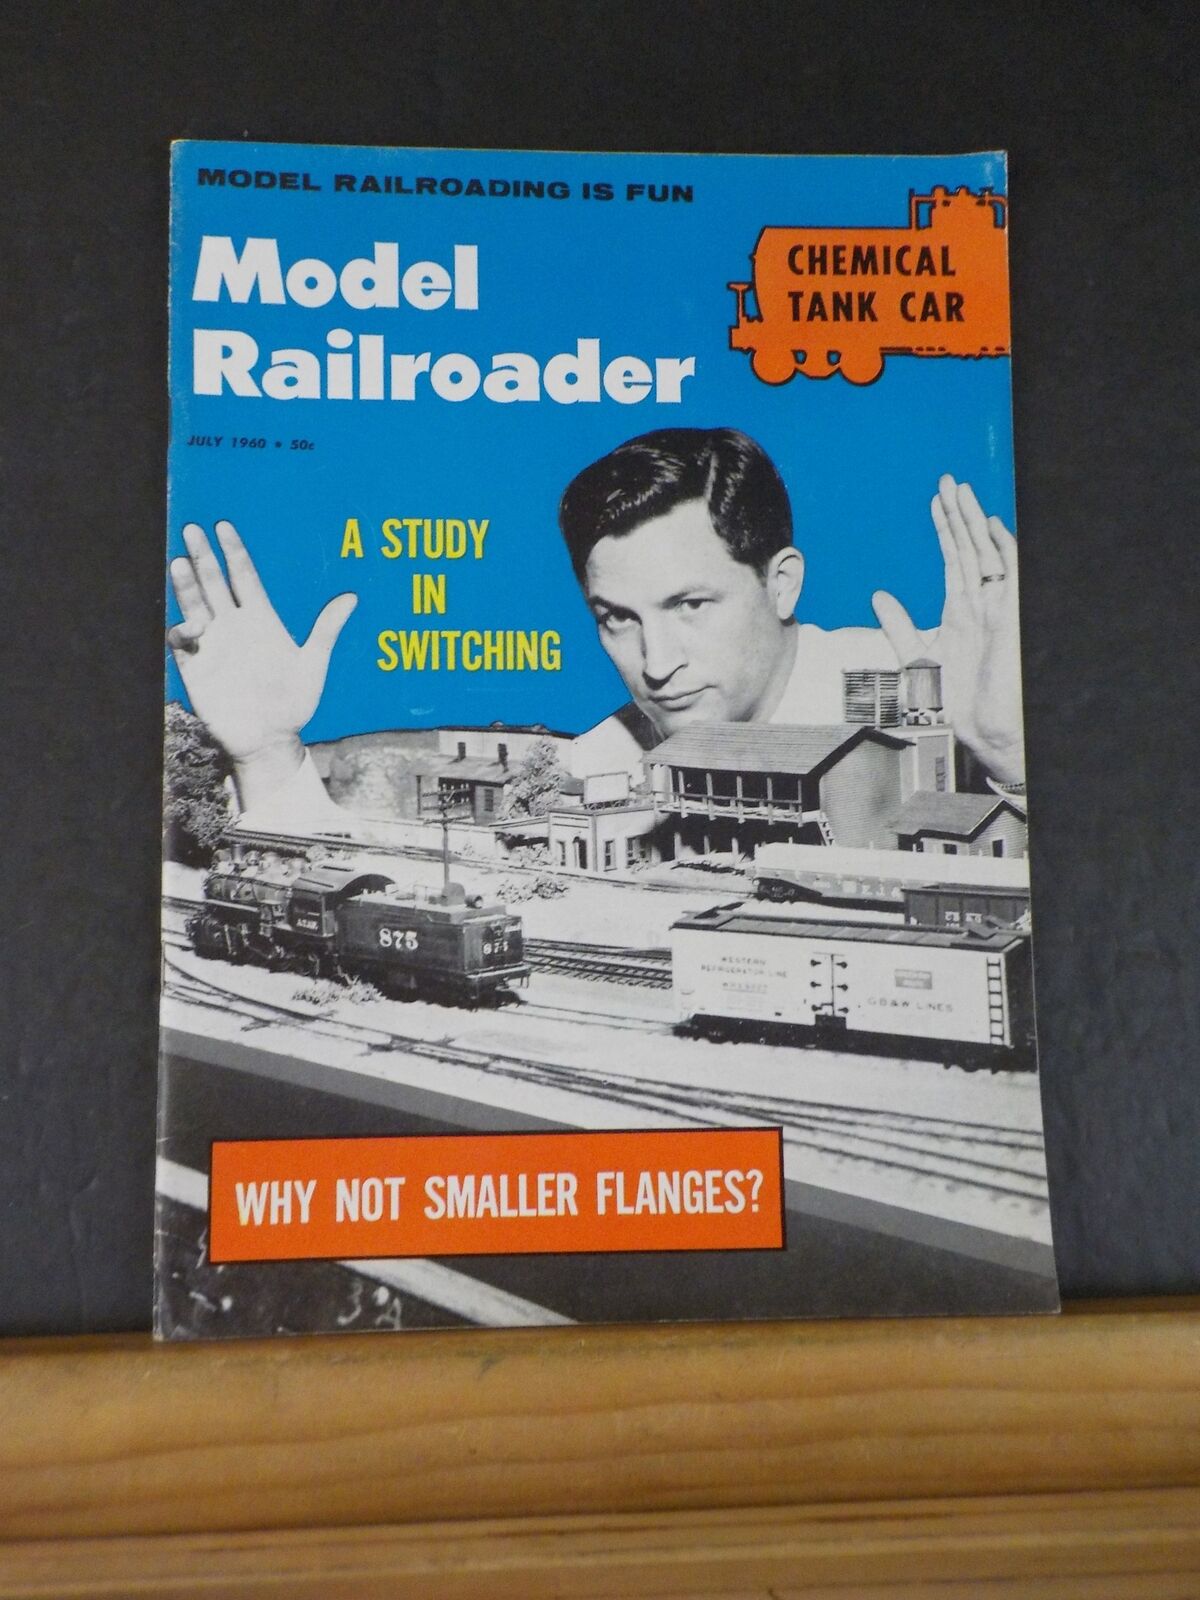 MODEL RAILROADING IS FUN
Model
Railroader
CHEMICAL
TANK CAR
JULY 1960 • 50c
A STUDY
IN
SWITCHING
875
875
WESTERN
REFRIGERATOR LINE
GB&W LINES
WHY NOT SMALLER FLANGES?